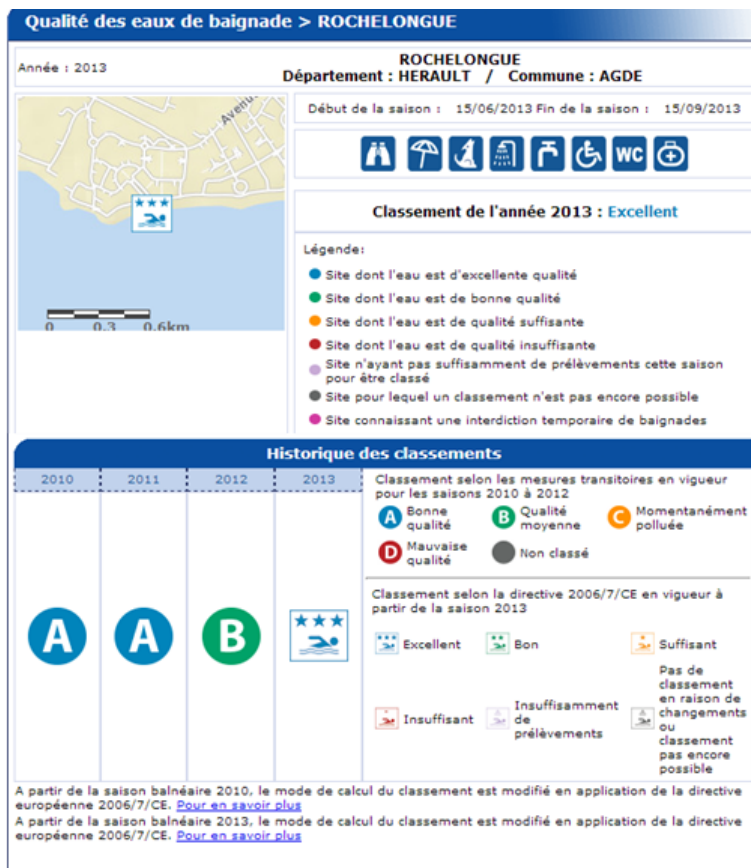 Qualité des eaux de baignade > ROCHELONGUE
Année : 2013
ROCHELONGUE
Département : HERAULT / Commune : AGDE
Avenu
0 0.3 0.6km
Début de la saison : 15/06/2013 Fin de la saison : 15/09/2013
WC
Classement de l'année 2013 : Excellent
Légende:
Site dont l'eau est d'excellente qualité
Site dont l'eau est de bonne qualité
Site dont l'eau est de qualité suffisante
Site dont l'eau est de qualité insuffisante
Site n'ayant pas suffisamment de prélèvements cette saison
pour être classé
Site pour lequel un classement n'est pas encore possible
Site connaissant une interdiction temporaire de baignades
Historique des classements
2010 2011 2012 2013
A A B
Classement selon les mesures transitoires en vigueur
pour les saisons 2010 à 2012
A Bonne
qualité
B Qualité
moyenne
C Momentanément
polluée
D Mauvaise
qualité
Non classé
Classement selon la directive 2006/7/CE en vigueur à
partir de la saison 2013
Excellent
Bon
Suffisant
Insuffisant
Insuffisamment
de
prélèvements
Pas de
classement
en raison de
changements
ou
classement
pas encore
possible
A partir de la saison balnéaire 2010, le mode de calcul du classement est modifié en application de la directive
européenne 2006/7/CE. Pour en savoir plus
A partir de la saison balnéaire 2013, le mode de calcul du classement est modifié en application de la directive
européenne 2006/7/CE. Pour en savoir plus